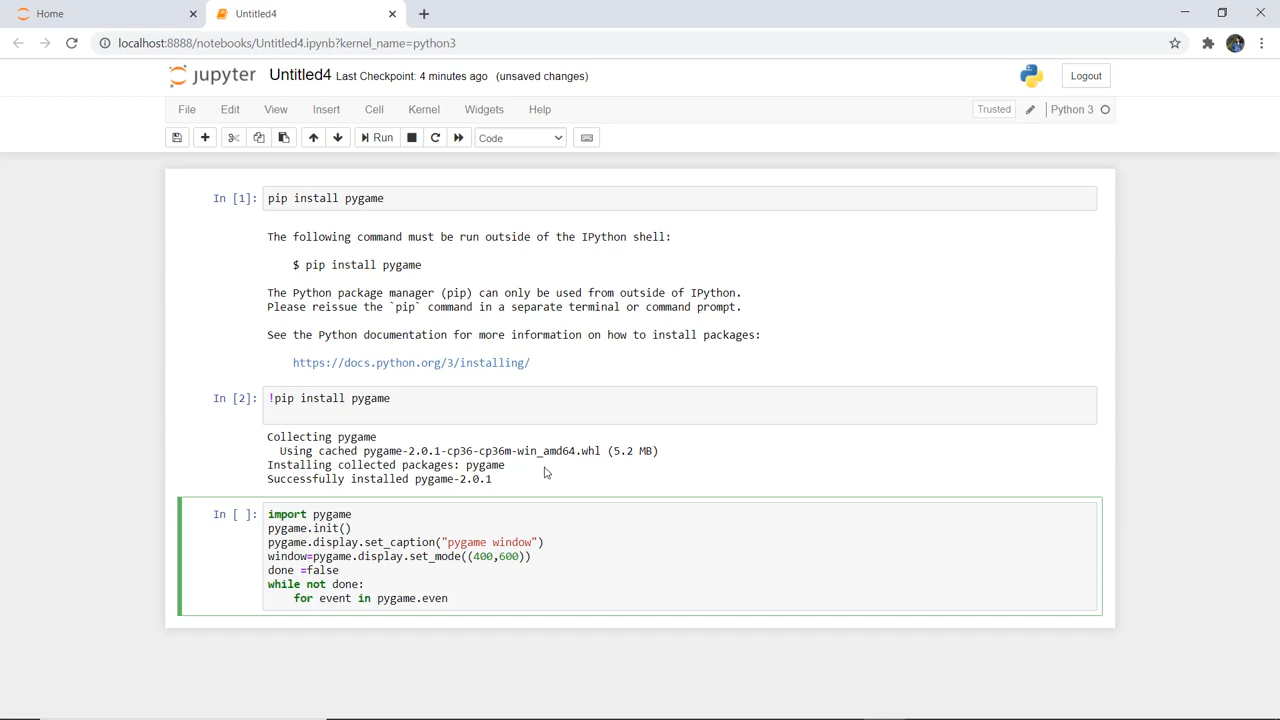 Home
Untitled4
localhost:8888/notebooks/Untitled4.ipynb?kernel_name=python3
jupyter Untitled4 Last Checkpoint: 4 minutes ago (unsaved changes)
Logout
File Edit View Insert Cell Kernel Widgets Help
Trusted Python 3
Run Code
In [1]: pip install pygame
The following command must be run outside of the IPython shell:
$ pip install pygame
The Python package manager (pip) can only be used from outside of IPython.
Please reissue the `pip` command in a separate terminal or command prompt.
See the Python documentation for more information on how to install packages:
https://docs.python.org/3/installing/
In [2]: !pip install pygame
Collecting pygame
Using cached pygame-2.0.1-cp36-cp36m-win_amd64.whl (5.2 MB)
Installing collected packages: pygame
Successfully installed pygame-2.0.1
In [ ]: import pygame
pygame.init()
pygame.display.set_caption("pygame window")
window=pygame.display.set_mode((400,600))
done =false
while not done:
for event in pygame.even